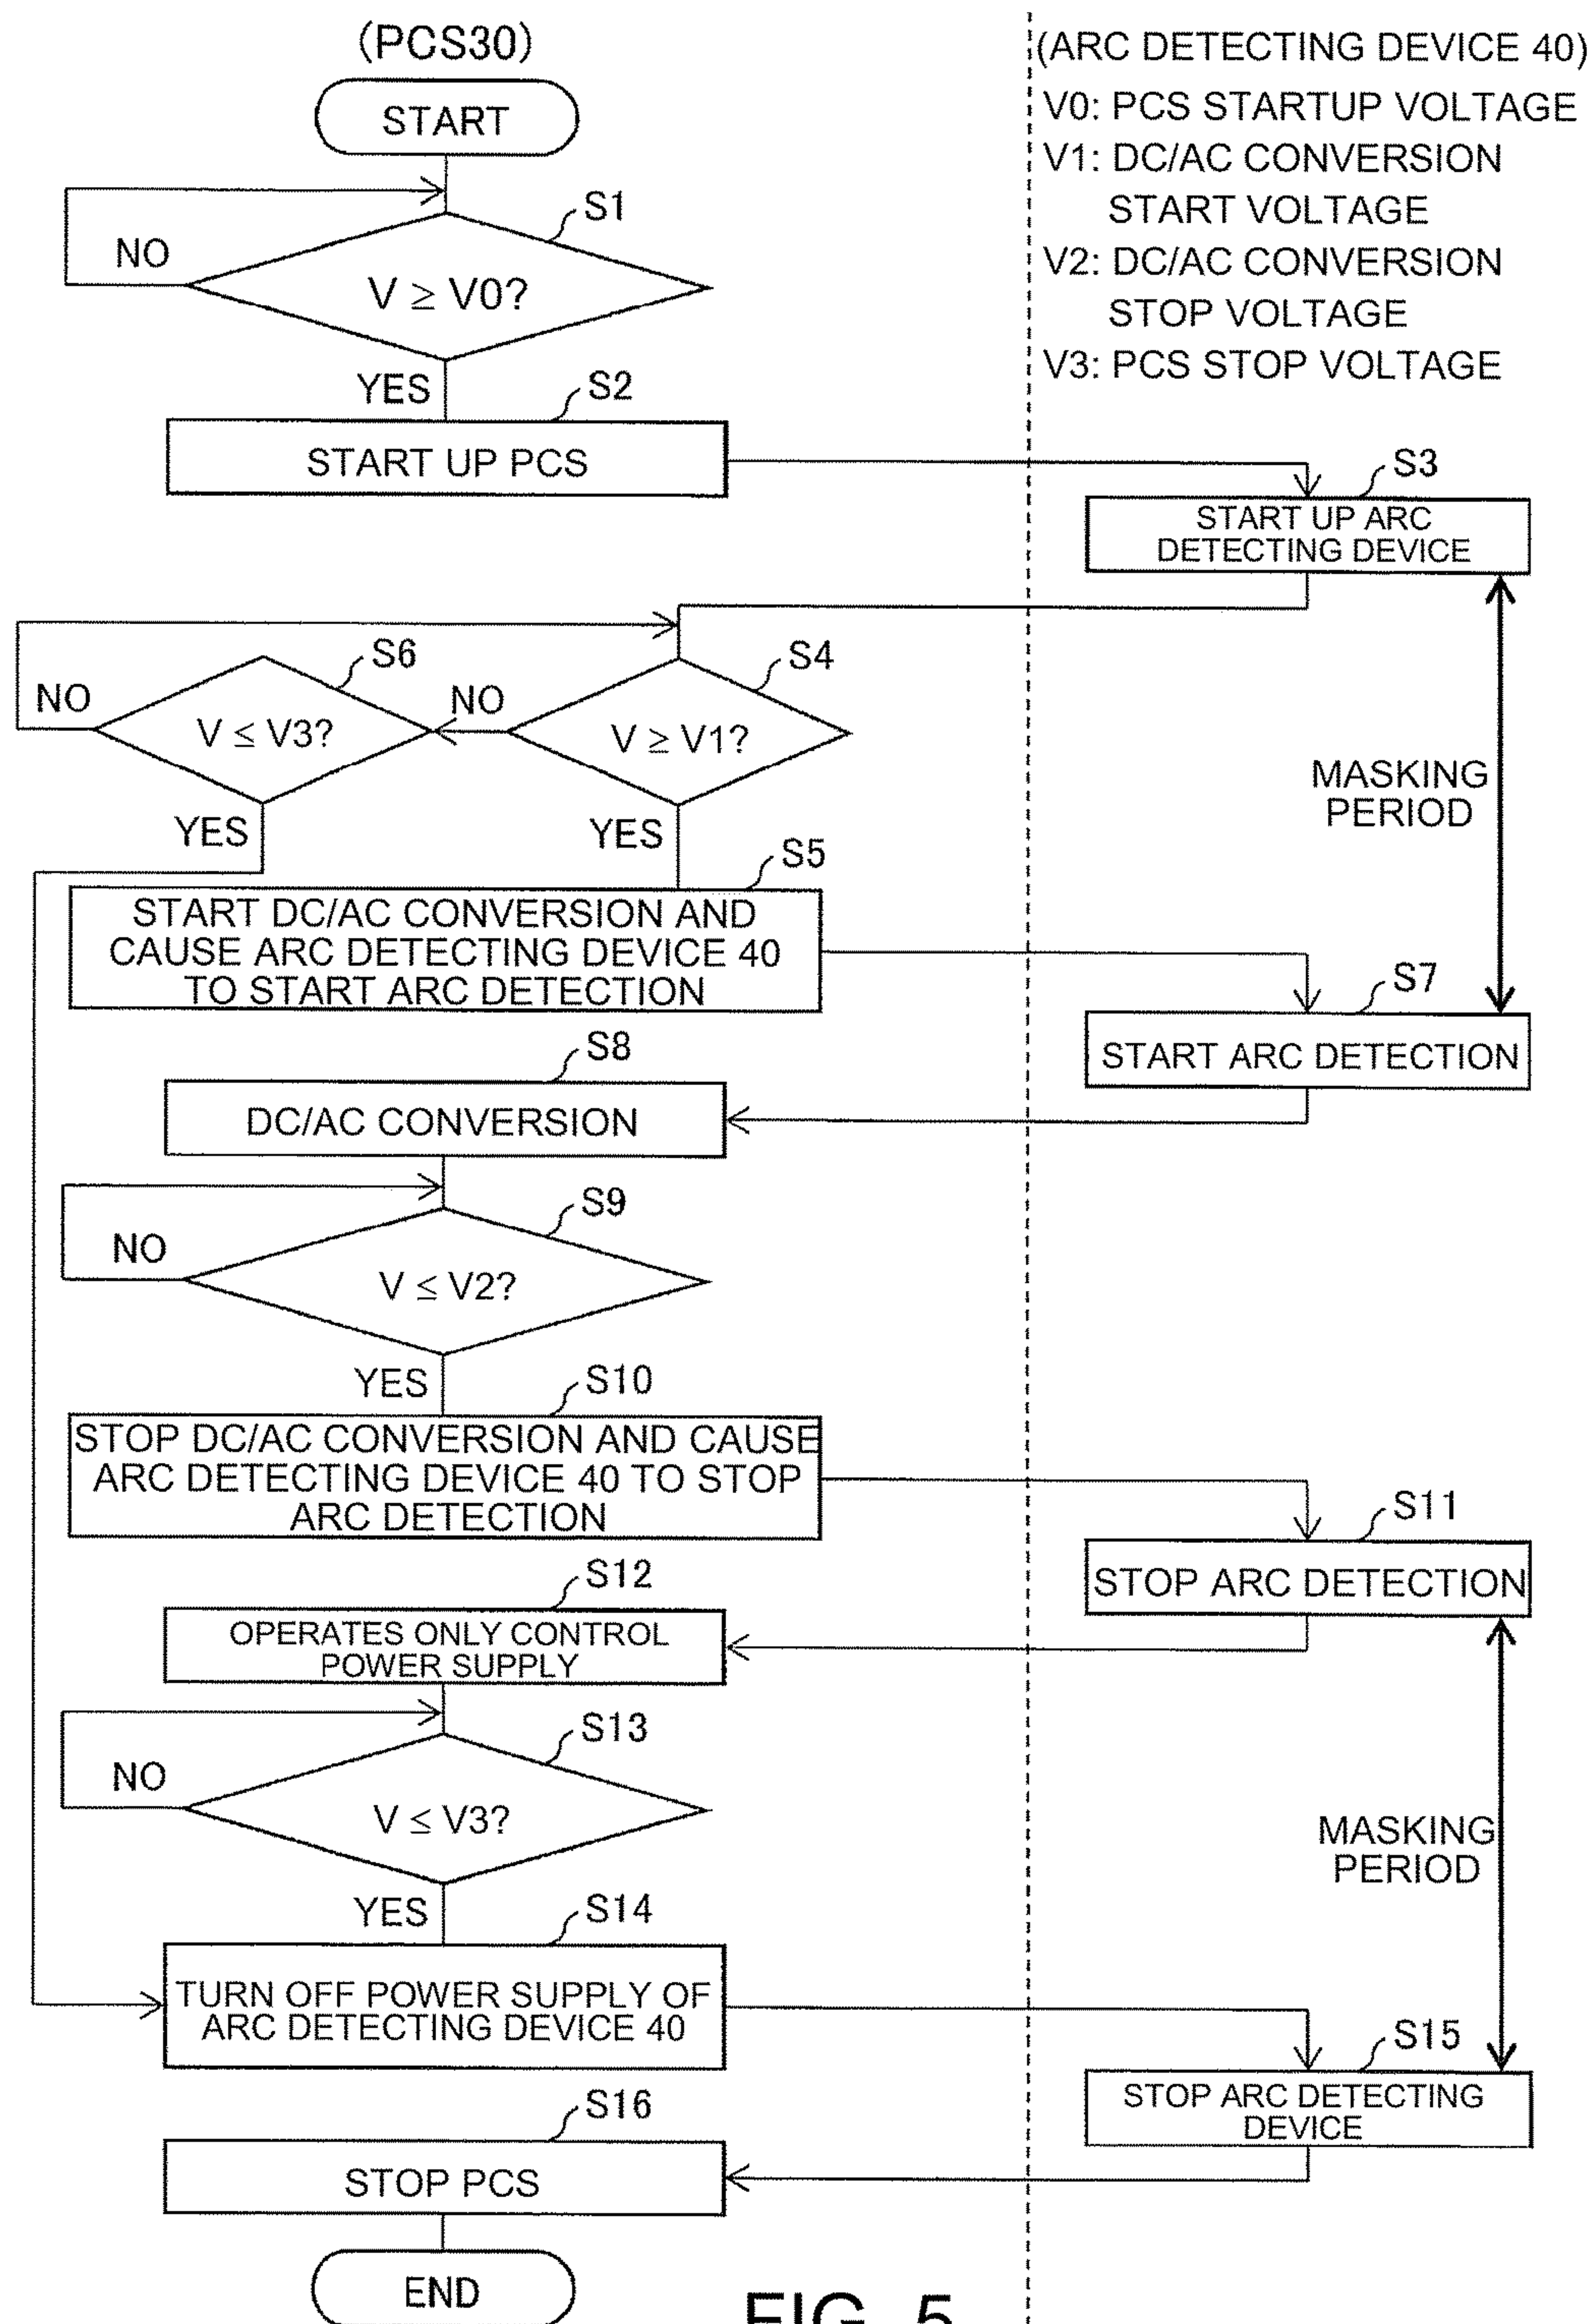 (PCS30)
START
S1
NO
V ≥ V0?
YES
S2
START UP PCS
(ARC DETECTING DEVICE 40)
V0: PCS STARTUP VOLTAGE
V1: DC/AC CONVERSION
START VOLTAGE
V2: DC/AC CONVERSION
STOP VOLTAGE
V3: PCS STOP VOLTAGE
S3
START UP ARC
DETECTING DEVICE
S6
NO
V ≤ V3?
YES
S4
NO
V ≥ V1?
YES
MASKING
PERIOD
S5
START DC/AC CONVERSION AND
CAUSE ARC DETECTING DEVICE 40
TO START ARC DETECTION
S7
START ARC DETECTION
S8
DC/AC CONVERSION
S9
NO
V ≤ V2?
YES
S10
STOP DC/AC CONVERSION AND CAUSE
ARC DETECTING DEVICE 40 TO STOP
ARC DETECTION
S11
STOP ARC DETECTION
S12
OPERATES ONLY CONTROL
POWER SUPPLY
S13
NO
V ≤ V3?
YES
MASKING
PERIOD
S14
TURN OFF POWER SUPPLY OF
ARC DETECTING DEVICE 40
S15
STOP ARC DETECTING
DEVICE
S16
STOP PCS
END
FIG. 5